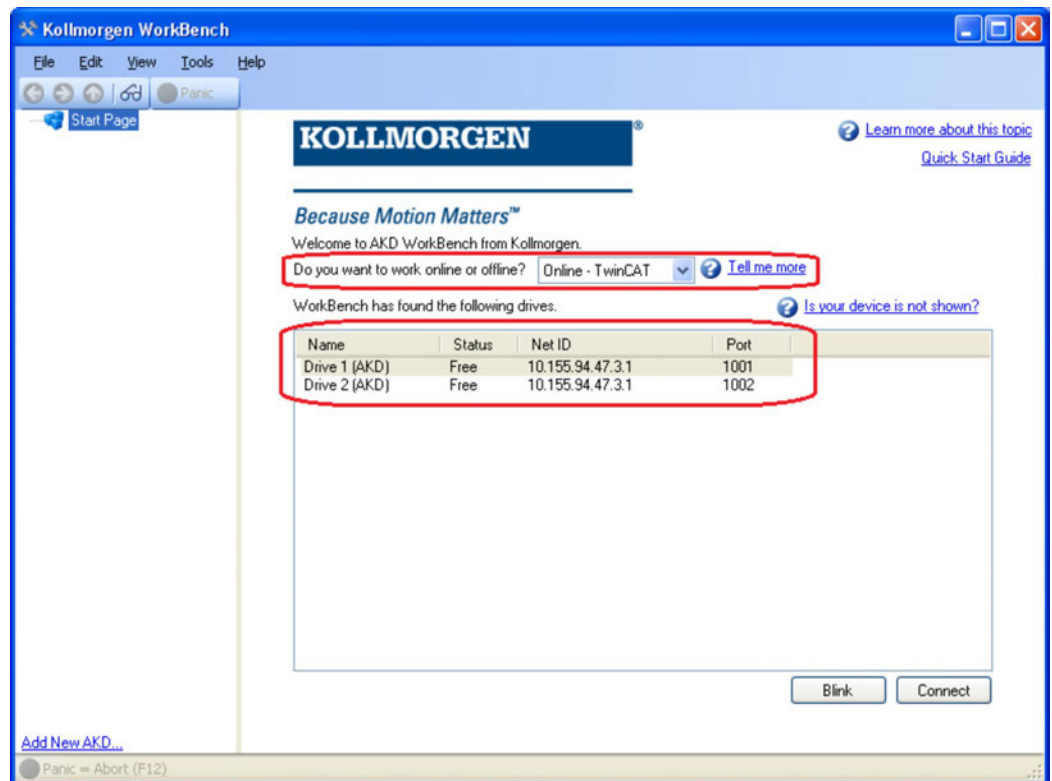 Kollmorgen WorkBench
File Edit View Tools Help
Panic
Start Page
KOLLMORGEN®
Learn more about this topic
Quick Start Guide
Because Motion Matters™
Welcome to AKD WorkBench from Kollmorgen.
Do you want to work online or offline? Online - TwinCAT Tell me more
WorkBench has found the following drives. Is your device is not shown?
Name Status Net ID Port
Drive 1 (AKD) Free 10.155.94.47.3.1 1001
Drive 2 (AKD) Free 10.155.94.47.3.1 1002
Blink Connect
Add New AKD...
Panic = Abort (F12)